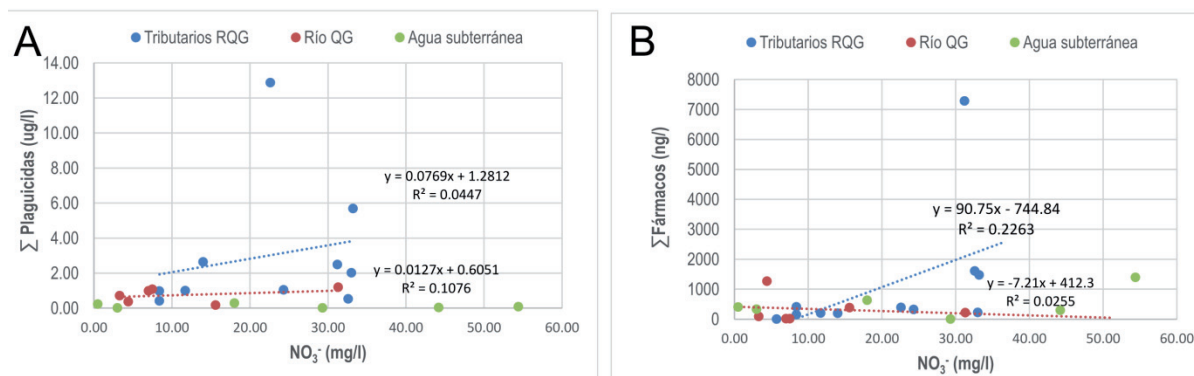 A
Tributarios RQG
Río QG
Agua subterránea
14.00
12.00
10.00
8.00
6.00
4.00
2.00
0.00
∑ Plaguicidas (ug/l)
y = 0.0769x + 1.2812
R² = 0.0447
y = 0.0127x + 0.6051
R² = 0.1076
0.00 10.00 20.00 30.00 40.00 50.00 60.00
NO₃⁻ (mg/l)
B
Tributarios RQG
Río QG
Agua subterránea
8000
7000
6000
5000
4000
3000
2000
1000
0
∑Fármacos (ng/)
y = 90.75x - 744.84
R² = 0.2263
y = -7.21x + 412.3
R² = 0.0255
0.00 10.00 20.00 30.00 40.00 50.00 60.00
NO₃⁻ (mg/l)